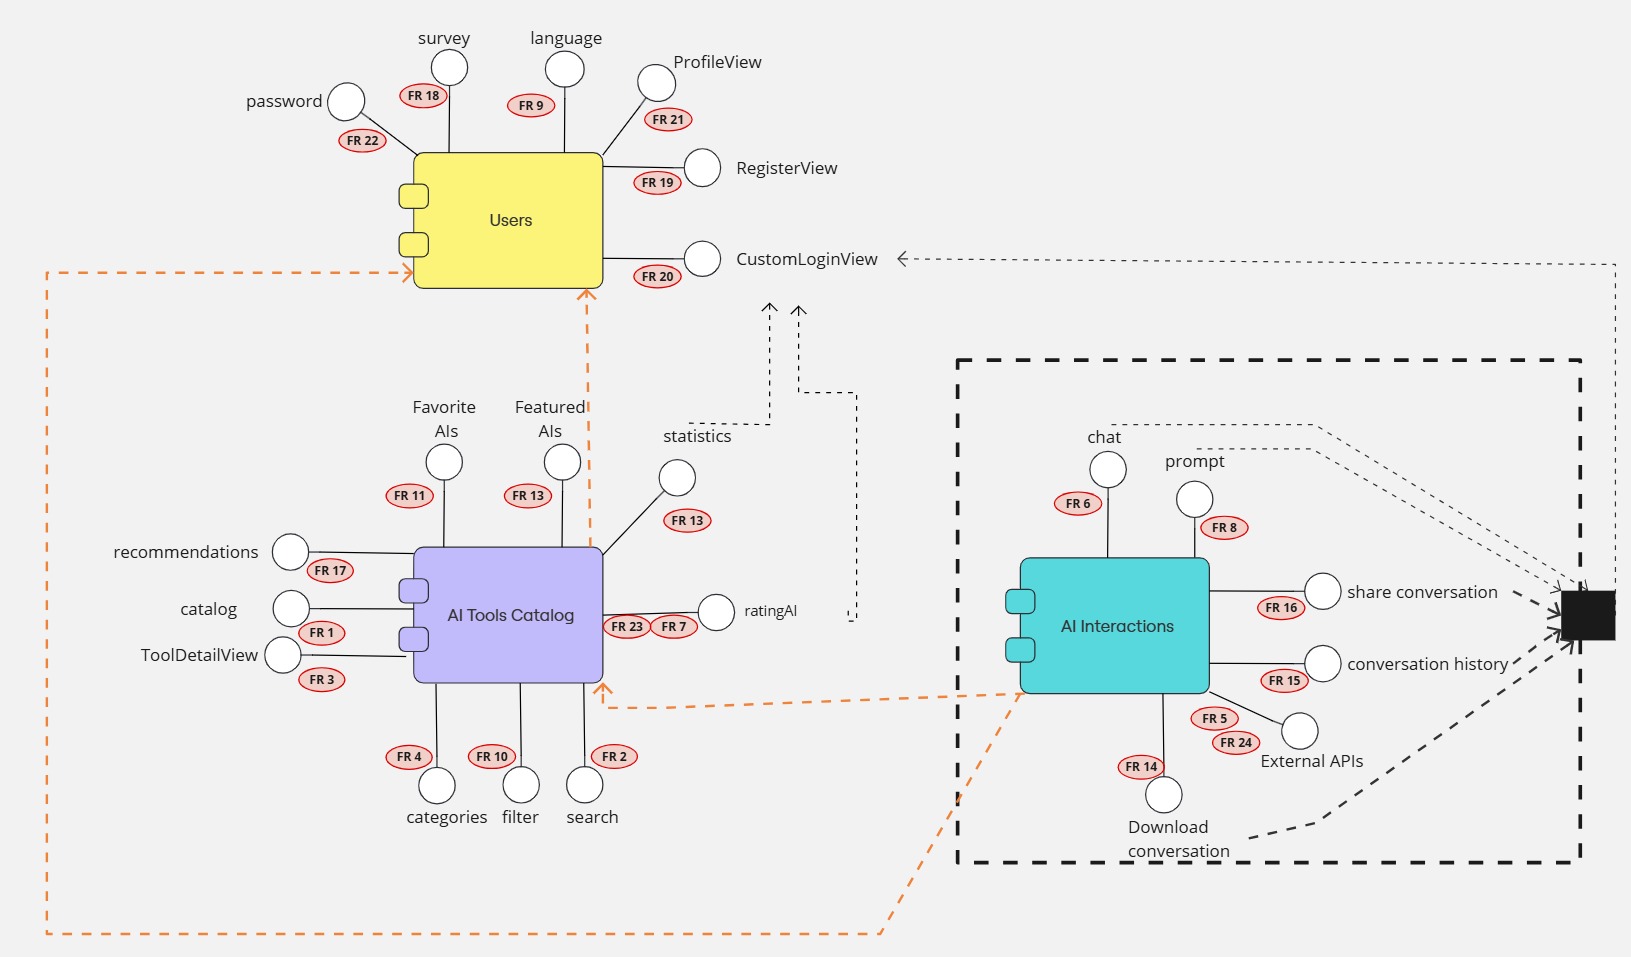 survey
language
ProfileView
password
FR 18
FR 9
FR 21
FR 22
RegisterView
FR 19
Users
CustomLoginView
FR 20
Favorite
AIs
Featured
AIs
statistics
FR 11
FR 13
FR 13
recommendations
FR 17
catalog
FR 1
ToolDetailView
FR 3
AI Tools Catalog
ratingAI
FR 23
FR 7
FR 4
FR 10
FR 2
categories
filter
search
chat
prompt
FR 6
FR 8
share conversation
FR 16
AI Interactions
conversation history
FR 15
FR 5
FR 24
External APIs
FR 14
Download
conversation